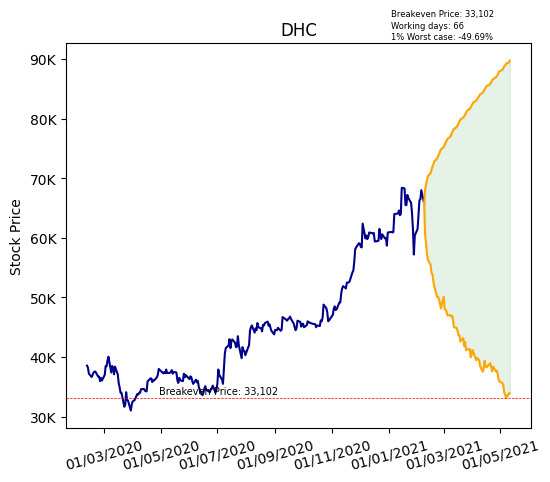 Breakeven Price: 33,102
Working days: 66
1% Worst case: -49.69%
DHC
Stock Price
90K
80K
70K
60K
50K
40K
30K
Breakeven Price: 33,102
01/03/2020 01/05/2020 01/07/2020 01/09/2020 01/11/2020 01/01/2021 01/03/2021 01/05/2021